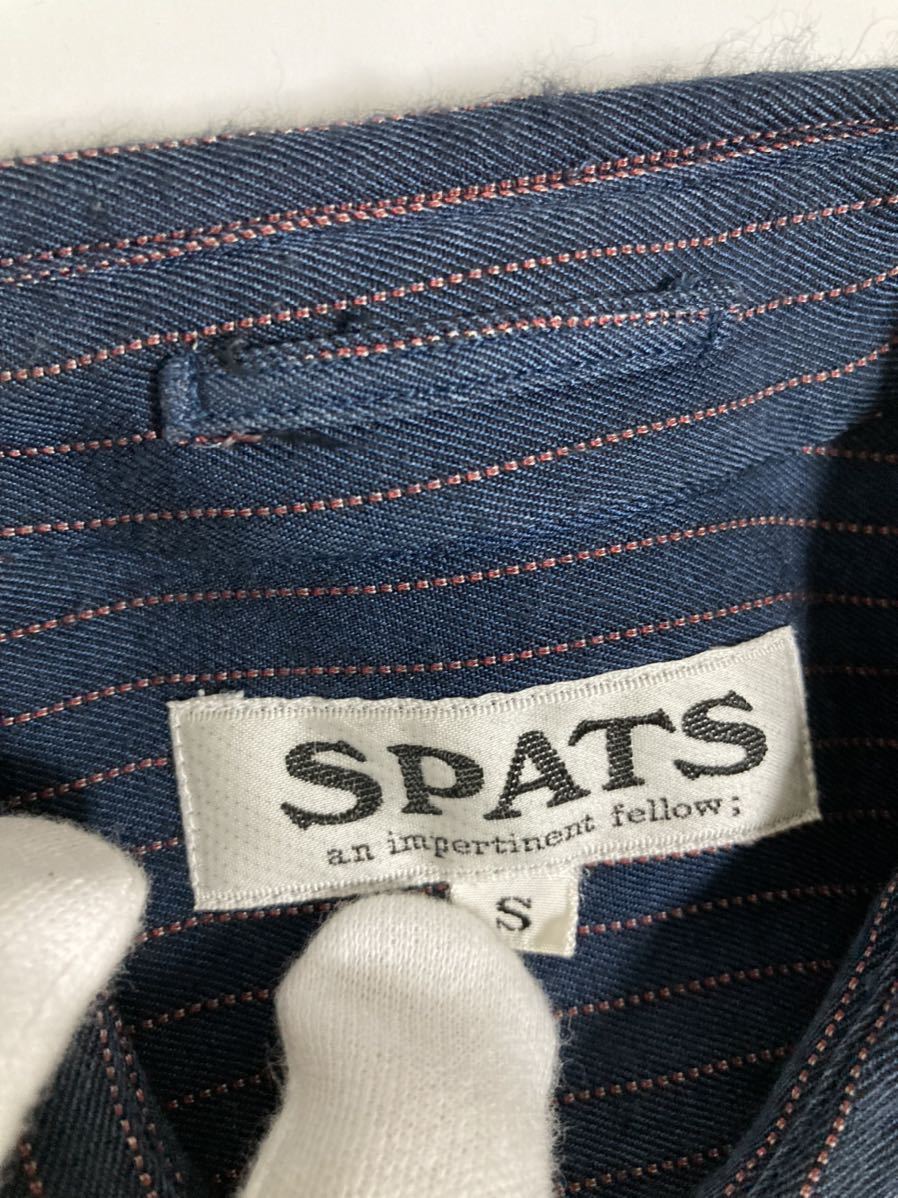 SPATS
an impertinent fellow;
S